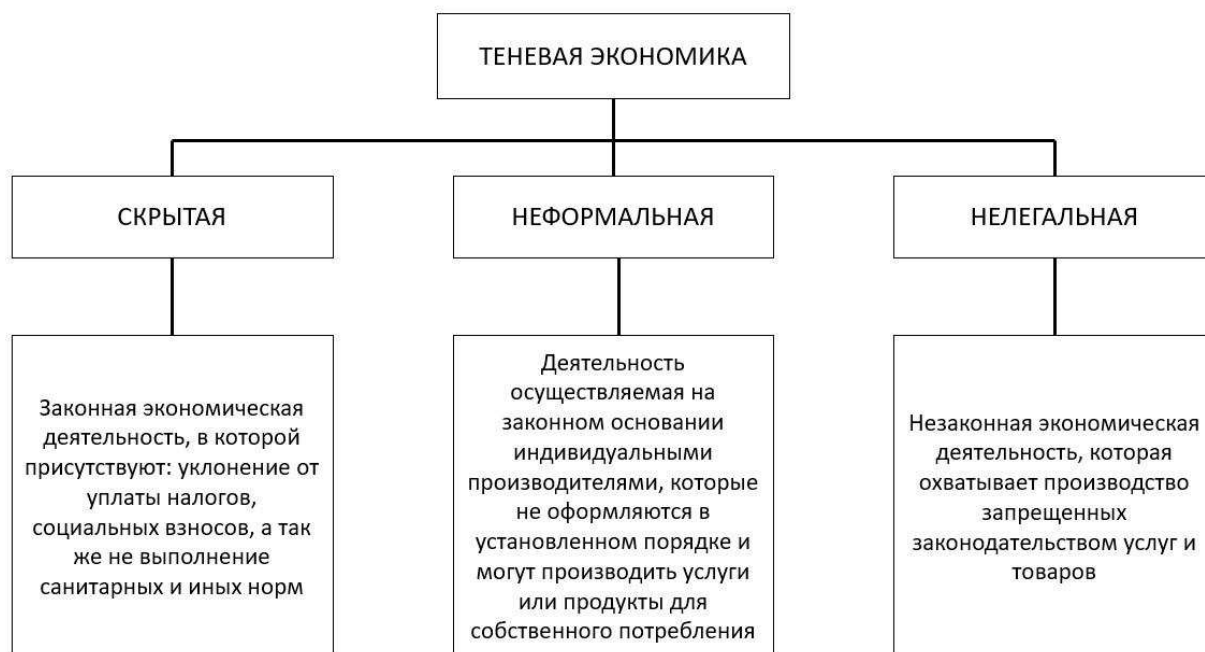 ТЕНЕВАЯ ЭКОНОМИКА
СКРЫТАЯ
НЕФОРМАЛЬНАЯ
НЕЛЕГАЛЬНАЯ
Законная экономическая
деятельность, в которой
присутствуют: уклонение от
уплаты налогов,
социальных взносов, а так
же не выполнение
санитарных и иных норм
Деятельность
осуществляемая на
законном основании
индивидуальными
производителями, которые
не оформляются в
установленном порядке и
могут производить услуги
или продукты для
собственного потребления
Незаконная экономическая
деятельность, которая
охватывает производство
запрещенных
законодательством услуг и
товаров